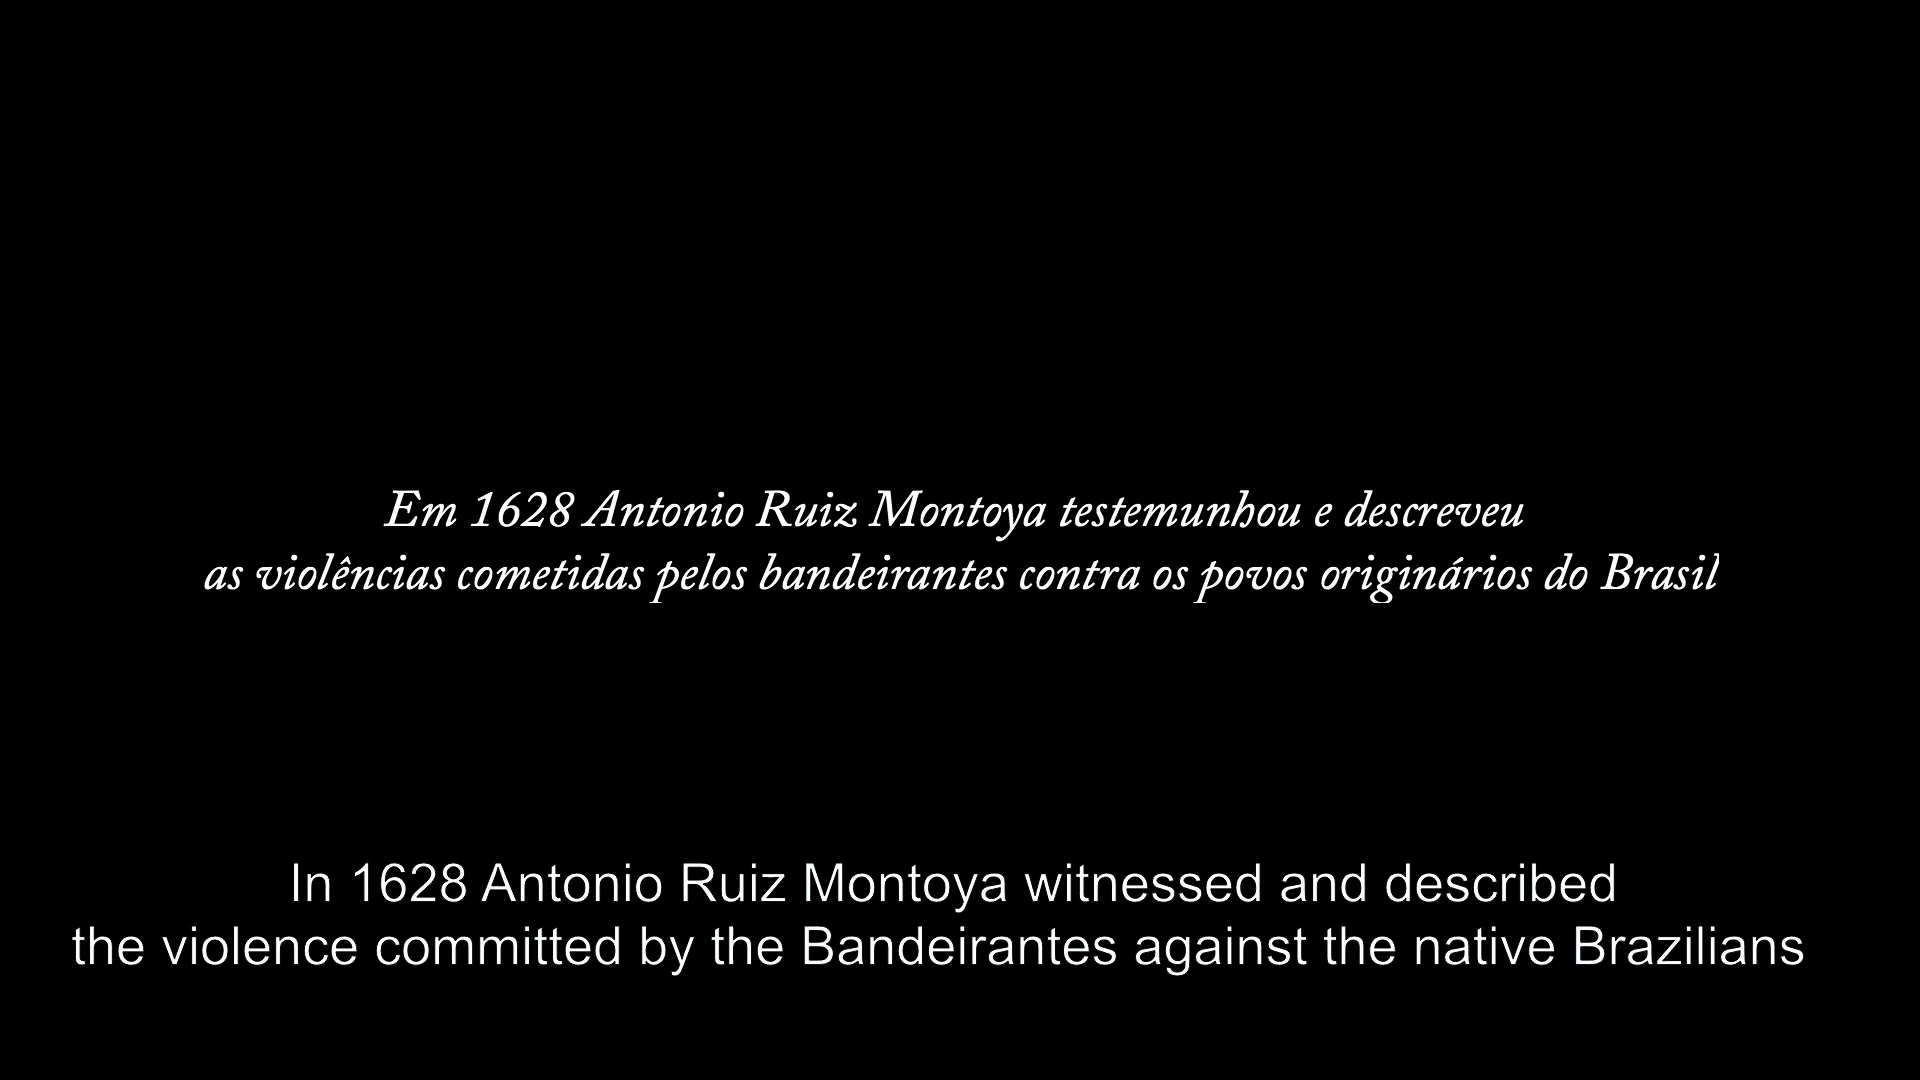 Em 1628 Antonio Ruiz Montoya testemunhou e descreveu
as violências cometidas pelos bandeirantes contra os povos originários do Brasil
In 1628 Antonio Ruiz Montoya witnessed and described
the violence committed by the Bandeirantes against the native Brazilians